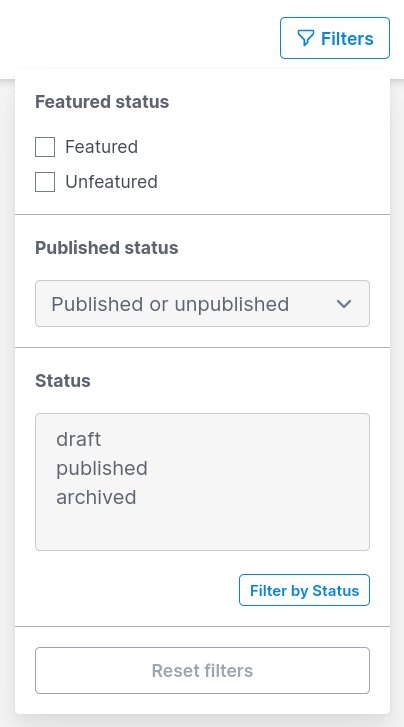 Filters
Featured status
Featured
Unfeatured
Published status
Published or unpublished
Status
draft
published
archived
Filter by Status
Reset filters